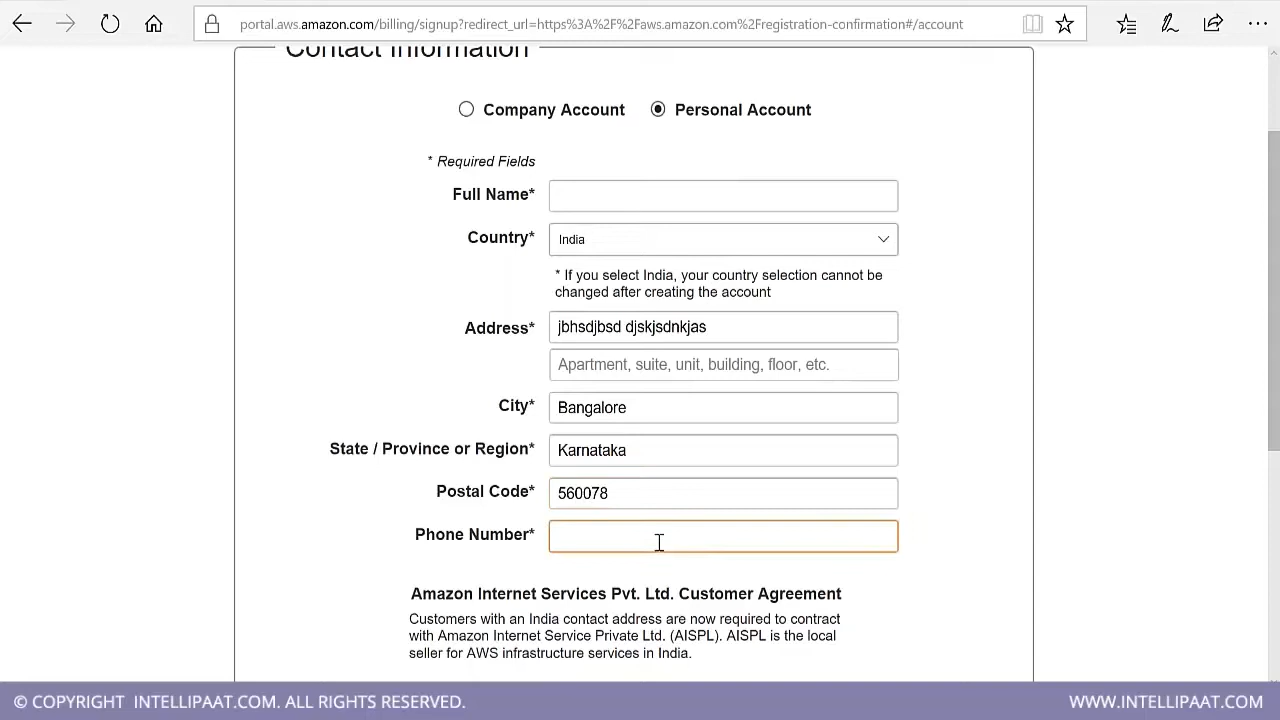 portal.aws.amazon.com/billing/signup?redirect_url=https%3A%2F%2Faws.amazon.com%2Fregistration-confirmation#/account
Contact Information
Company Account
Personal Account
* Required Fields
Full Name*
Country*
India
* If you select India, your country selection cannot be
changed after creating the account
Address*
jbhsdjbsd djskjsdnkjas
Apartment, suite, unit, building, floor, etc.
City*
Bangalore
State / Province or Region*
Karnataka
Postal Code*
560078
Phone Number*
Amazon Internet Services Pvt. Ltd. Customer Agreement
Customers with an India contact address are now required to contract
with Amazon Internet Service Private Ltd. (AISPL). AISPL is the local
seller for AWS infrastructure services in India.
© COPYRIGHT INTELLIPAAT.COM. ALL RIGHTS RESERVED.
WWW.INTELLIPAAT.COM